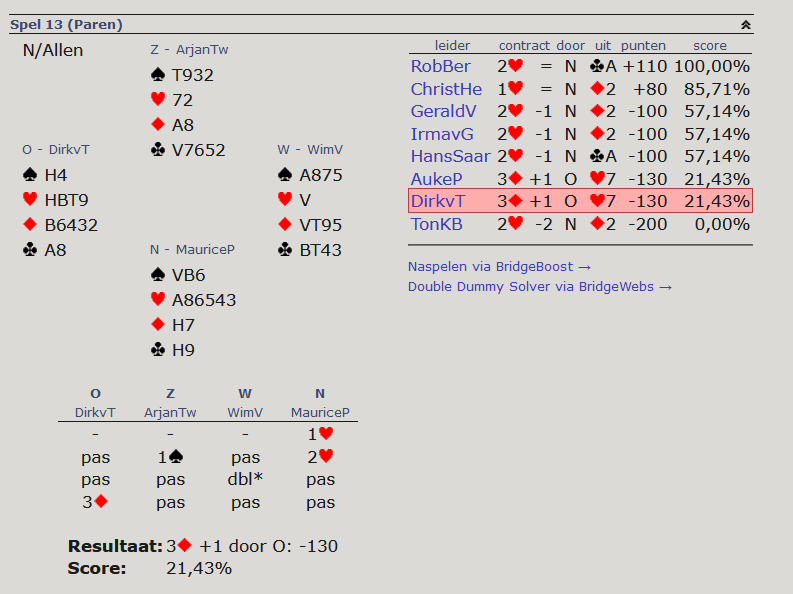 Spel 13 (Paren)
N/Allen
Z - ArjanTw
♠ T932
♥ 72
♦ A8
♣ V7652
O - DirkvT
♠ H4
♥ HBT9
♦ B6432
♣ A8
W - WimV
♠ A875
♥ V
♦ VT95
♣ BT43
N - MauriceP
♠ VB6
♥ A86543
♦ H7
♣ H9
O Z W N
DirkvT ArjanTw WimV MauriceP
- - - 1♥
pas 1♠ pas 2♥
pas pas dbl* pas
3♦ pas pas pas
Resultaat: 3♦ +1 door O: -130
Score: 21,43%
leider contract door uit punten score
RobBer 2♥ = N ♣A +110 100,00%
ChristHe 1♥ = N ♦2 +80 85,71%
GeraldV 2♥ -1 N ♦2 -100 57,14%
IrmavG 2♥ -1 N ♦2 -100 57,14%
HansSaar 2♥ -1 N ♣A -100 57,14%
AukeP 3♦ +1 O ♥7 -130 21,43%
DirkvT 3♦ +1 O ♥7 -130 21,43%
TonKB 2♥ -2 N ♦2 -200 0,00%
Naspelen via BridgeBoost →
Double Dummy Solver via BridgeWebs →